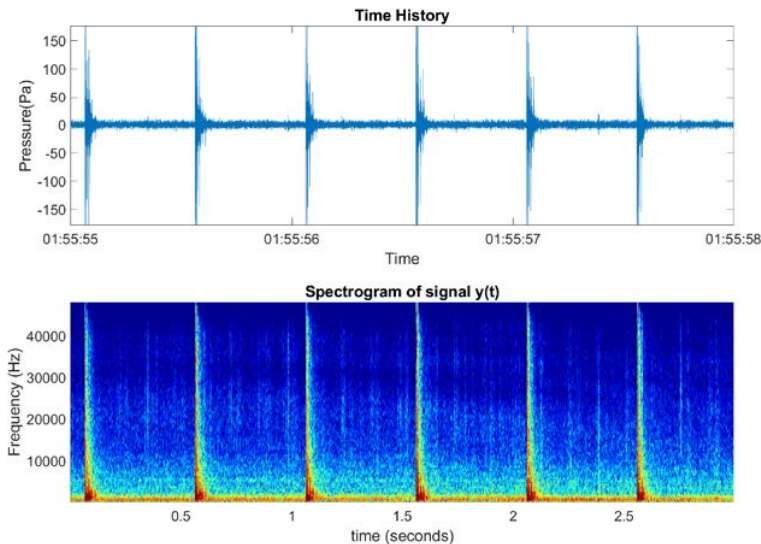 Time History
150
100
50
0
-50
-100
-150
Pressure(Pa)
01:55:55 01:55:56 01:55:57 01:55:58
Time
Spectrogram of signal y(t)
40000
30000
20000
10000
Frequency (Hz)
0.5 1 1.5 2 2.5
time (seconds)